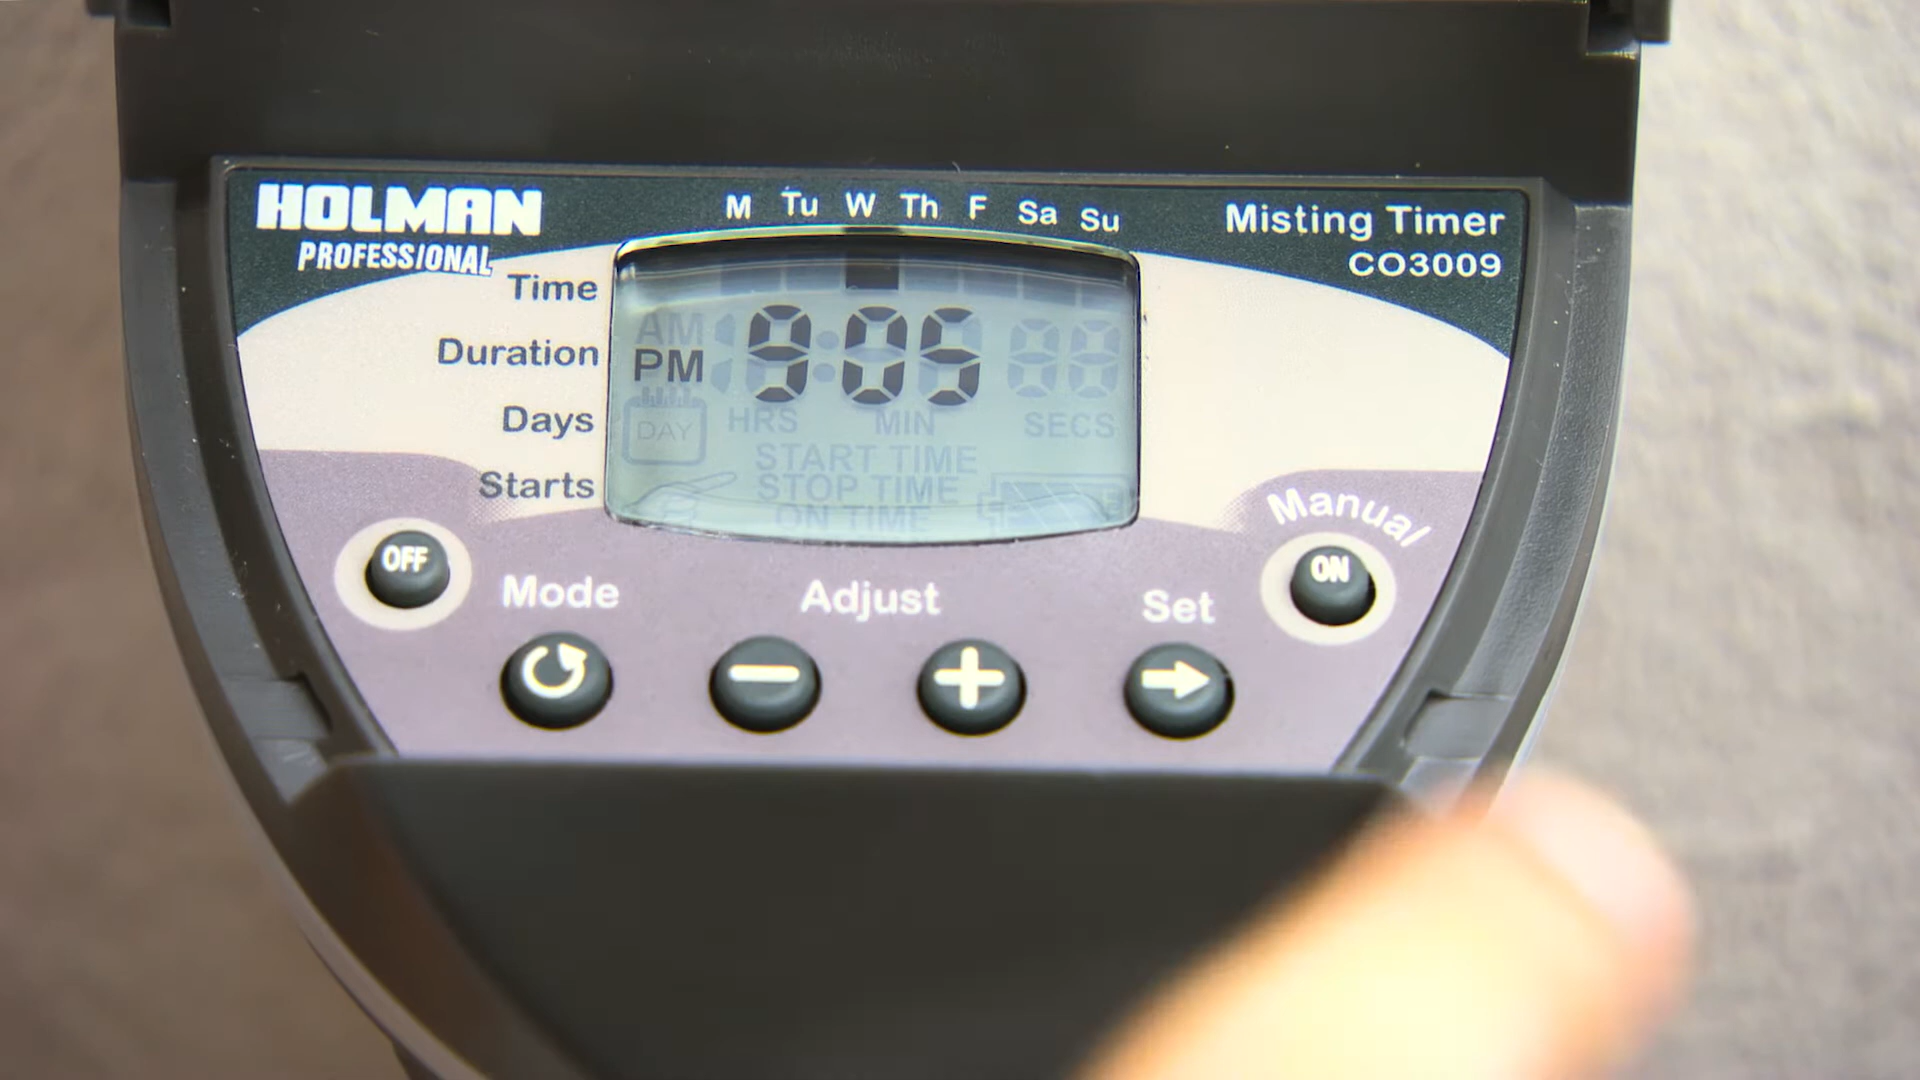 HOLMAN
PROFESSIONAL
M Tu W Th F Sa Su
Misting Timer
CO3009
Time
Duration
Days
Starts
AM
PM
9:05
88
HRS MIN SECS
DAY
START TIME
STOP TIME
ON TIME
OFF
Mode
Adjust
Set
Manual
ON